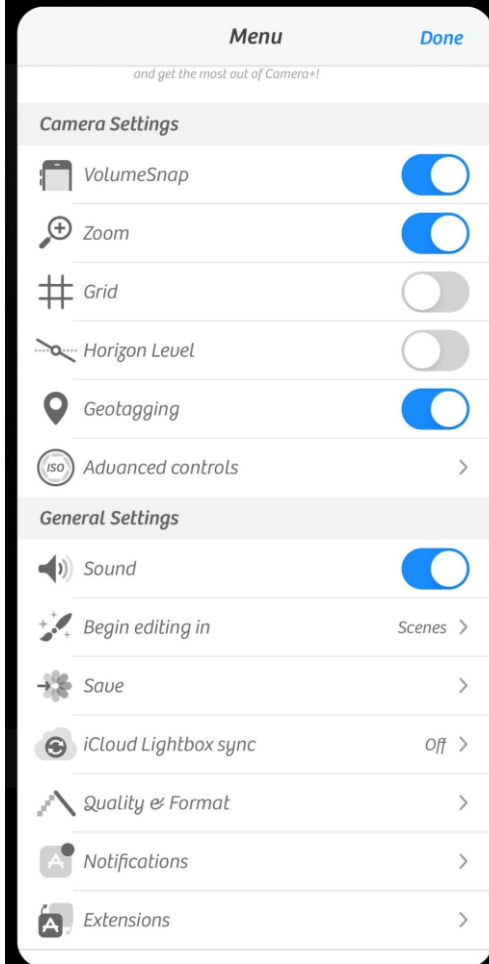 Menu
Done
and get the most out of Camera+!
Camera Settings
VolumeSnap
Zoom
Grid
Horizon Level
Geotagging
ISO
Advanced controls
General Settings
Sound
Begin editing in
Scenes
Save
iCloud Lightbox sync
Off
Quality & Format
Notifications
Extensions